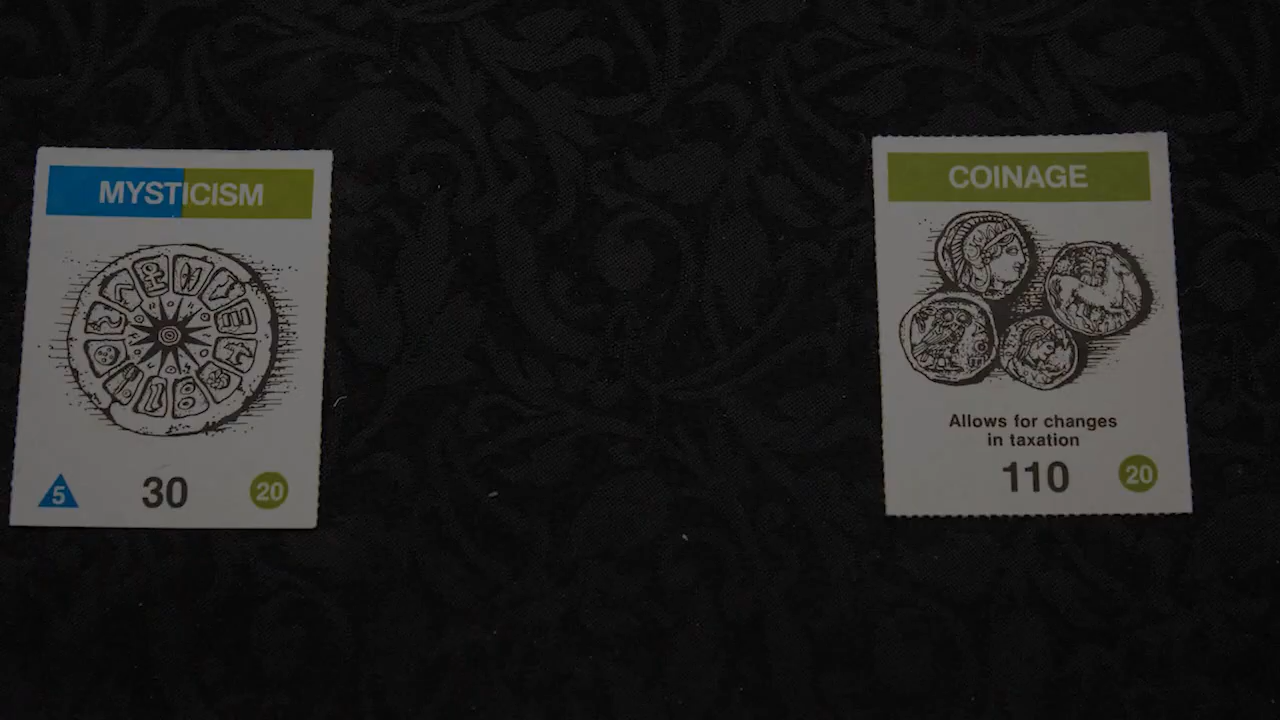 MYSTICISM
5
30
20
COINAGE
Allows for changes
in taxation
110
20